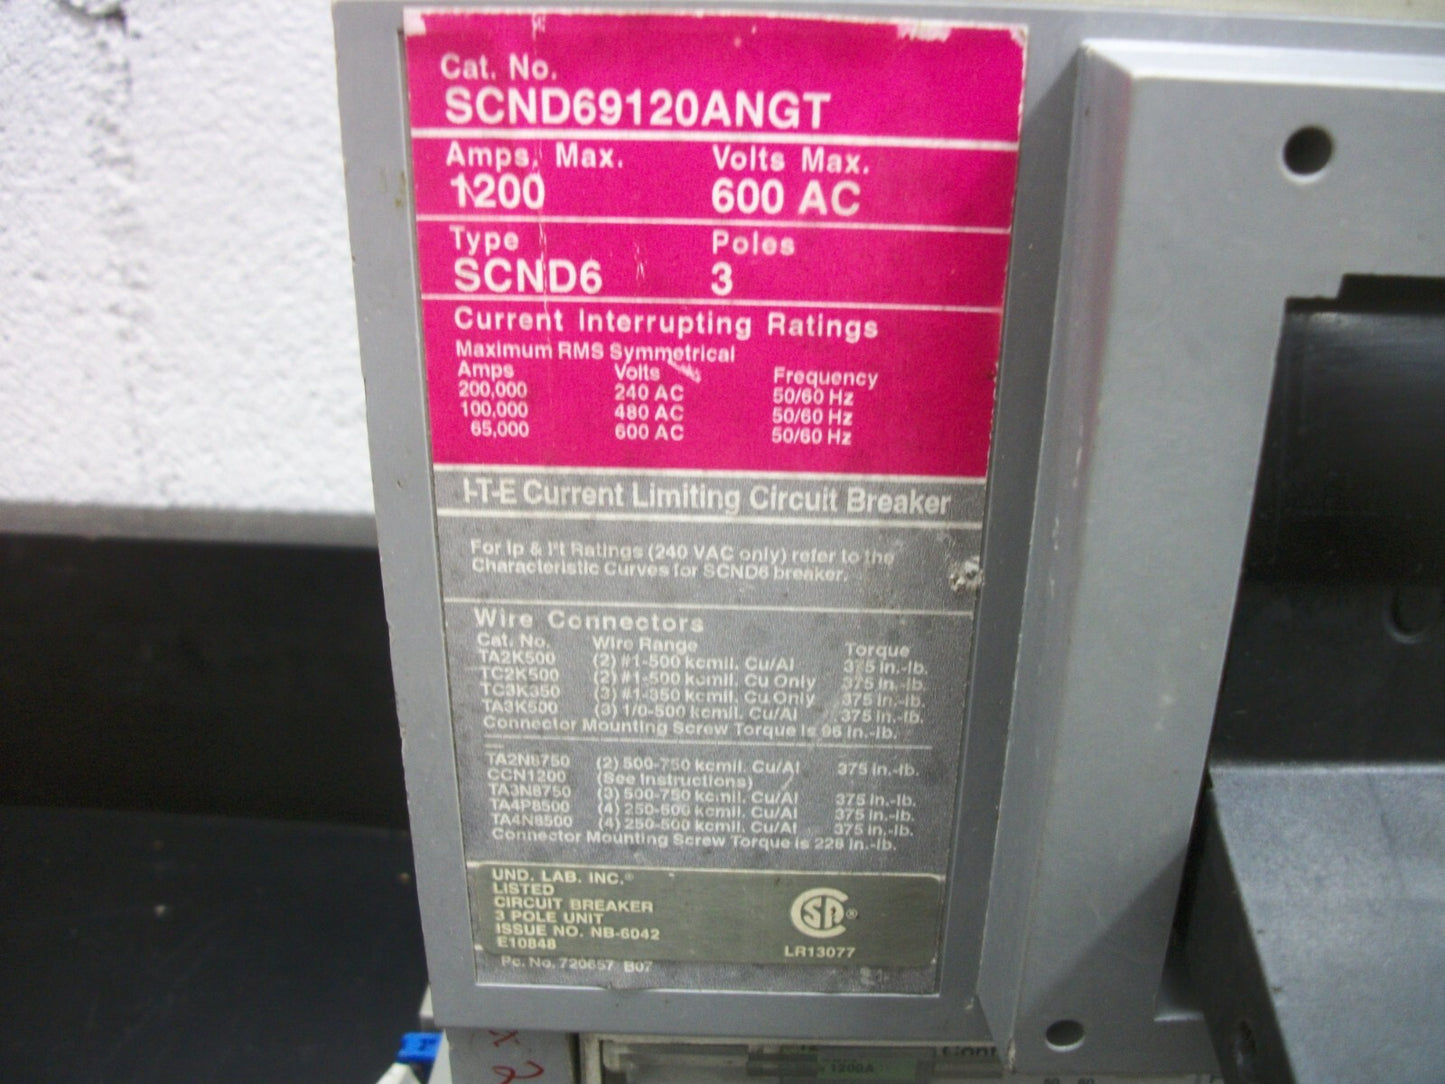 Cat. No.
SCND69120ANGT
Amps. Max. Volts Max.
1200 600 AC
Type Poles
SCND6 3
Current Interrupting Ratings
Maximum RMS Symmetrical
Amps Volts Frequency
200,000 240 AC 50/60 Hz
100,000 480 AC 50/60 Hz
65,000 600 AC 50/60 Hz
I-T-E Current Limiting Circuit Breaker
For Ip & I²t Ratings (240 VAC only) refer to the
Characteristic Curves for SCND6 breaker.
Wire Connectors
Cat. No. Wire Range Torque
TA2K500 (2) #1-500 kcmil. Cu/Al 375 in.-lb.
TC2K500 (2) #1-500 kcmil. Cu Only 375 in.-lb.
TC3K350 (3) #1-350 kcmil. Cu Only 375 in.-lb.
TA3K500 (3) 1/0-500 kcmil. Cu/Al 375 in.-lb.
Connector Mounting Screw Torque is 96 in.-lb.
TA2N8750 (2) 500-750 kcmil. Cu/Al 375 in.-lb.
CCN1200 (See Instructions)
TA3N8750 (3) 500-750 kcmil. Cu/Al 375 in.-lb.
TA4P8500 (4) 250-500 kcmil. Cu/Al 375 in.-lb.
TA4N8500 (4) 250-500 kcmil. Cu/Al 375 in.-lb.
Connector Mounting Screw Torque is 228 in.-lb.
UND. LAB. INC.®
LISTED
CIRCUIT BREAKER
3 POLE UNIT
ISSUE NO. NB-6042
E10848
SA ®
LR13077
Pc. No. 720657 B07
1200A